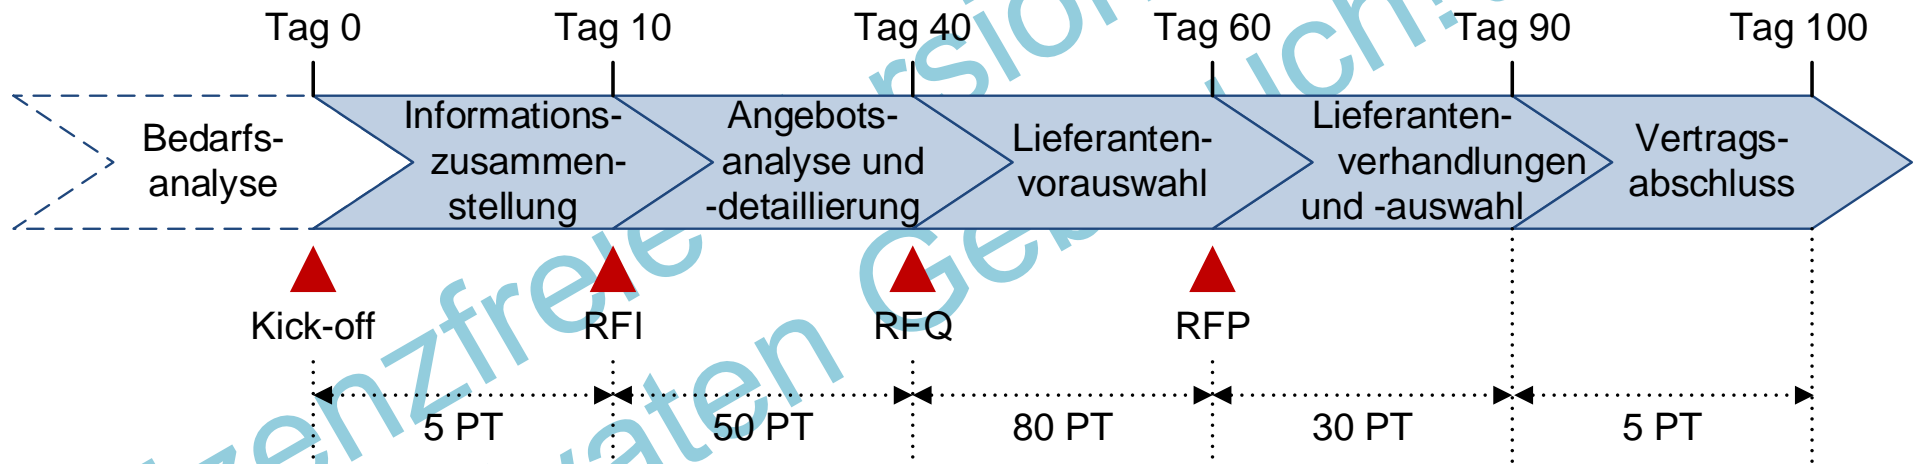 Tag 0
Tag 10
Tag 40
Tag 60
Tag 90
Tag 100
Bedarfs-
analyse
Informations-
zusammen-
stellung
Angebots-
analyse und
-detaillierung
Lieferanten-
vorauswahl
Lieferanten-
verhandlungen
und -auswahl
Vertrags-
abschluss
Kick-off
RFI
RFQ
RFP
5 PT
50 PT
80 PT
30 PT
5 PT